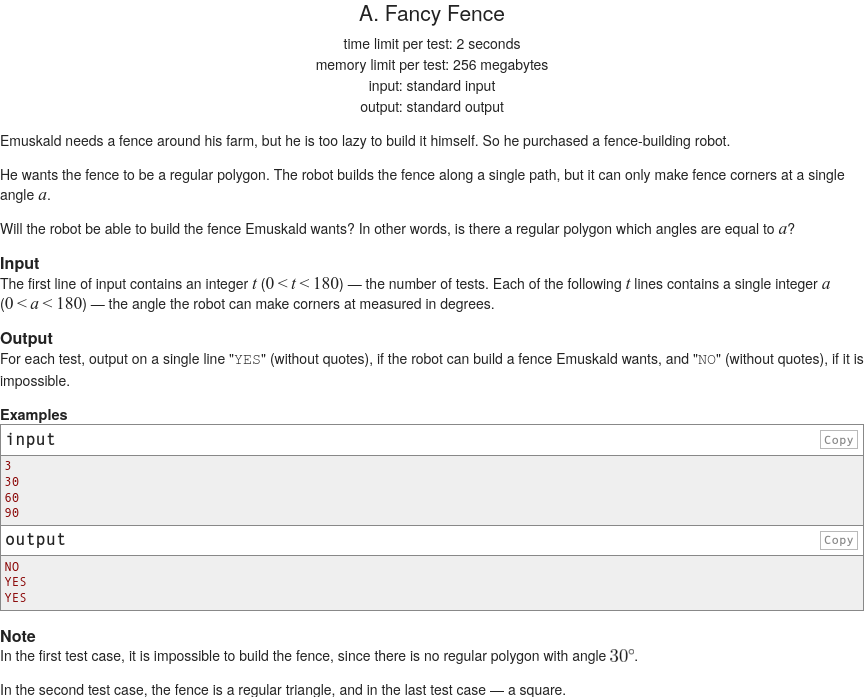 A. Fancy Fence
time limit per test: 2 seconds
memory limit per test: 256 megabytes
input: standard input
output: standard output
Emuskald needs a fence around his farm, but he is too lazy to build it himself. So he purchased a fence-building robot.
He wants the fence to be a regular polygon. The robot builds the fence along a single path, but it can only make fence corners at a single
angle a.
Will the robot be able to build the fence Emuskald wants? In other words, is there a regular polygon which angles are equal to a?
Input
The first line of input contains an integer t (0 < t < 180) — the number of tests. Each of the following t lines contains a single integer a
(0 < a < 180) — the angle the robot can make corners at measured in degrees.
Output
For each test, output on a single line "YES" (without quotes), if the robot can build a fence Emuskald wants, and "NO" (without quotes), if it is
impossible.
Examples
input
Copy
3
30
60
90
output
Copy
NO
YES
YES
Note
In the first test case, it is impossible to build the fence, since there is no regular polygon with angle 30°.
In the second test case, the fence is a regular triangle, and in the last test case — a square.